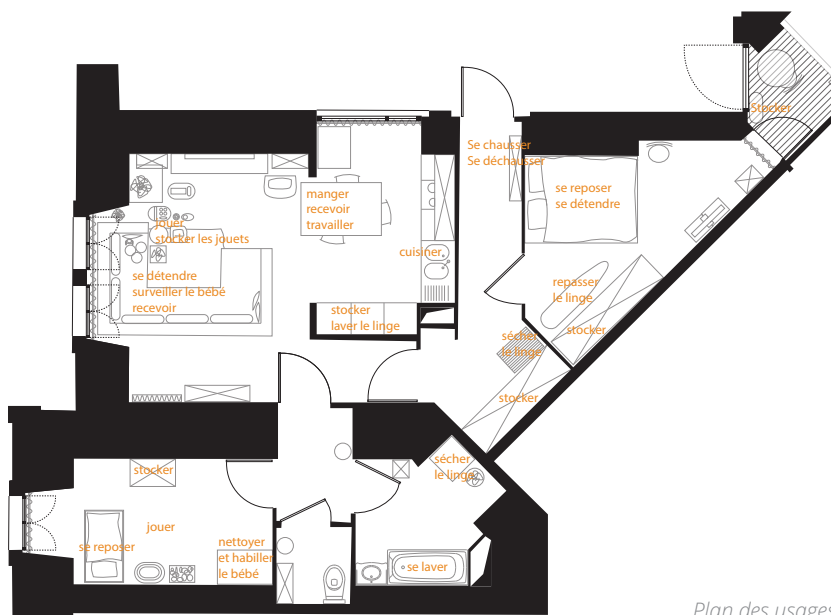 Stocker
Se chausser
Se déchausser
se reposer
se détendre
manger
recevoir
travailler
jouer
stocker les jouets
cuisiner
se détendre
surveiller le bébé
recevoir
repasser
le linge
stocker
laver le linge
stocker
sécher
le linge
stocker
sécher
le linge
stocker
jouer
se reposer
nettoyer
et habiller
le bébé
se laver
Plan des usages